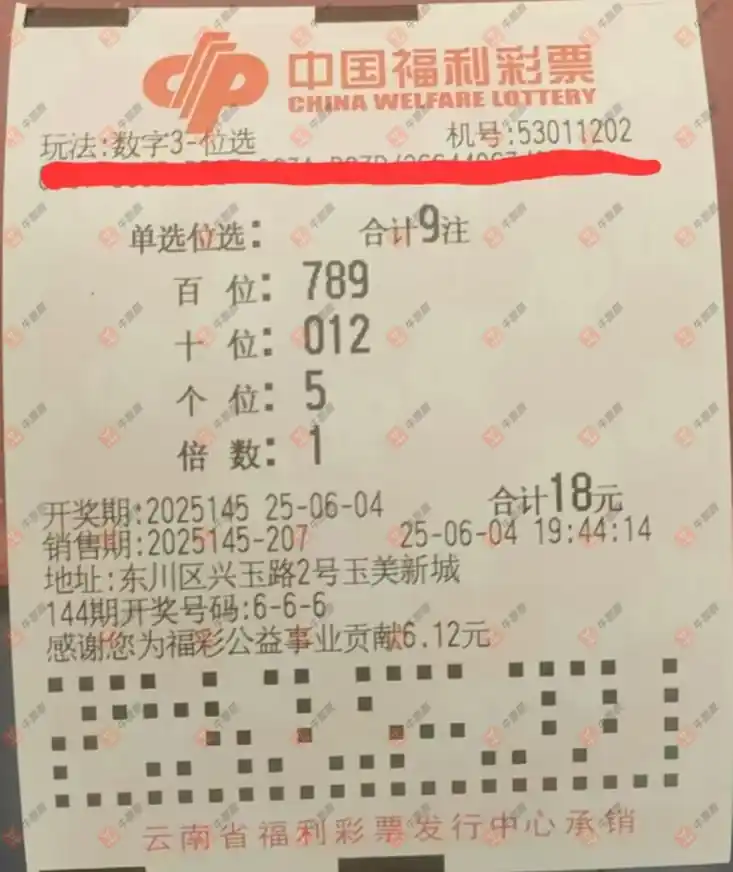 中国福利彩票
CHINA WELFARE LOTTERY
玩法:数字3-位选 机号:53011202
单选位选: 合计9注
百 位: 789
十 位: 012
个 位: 5
倍 数: 1
开奖期:2025145 25-06-04 合计18元
销售期:2025145-207 25-06-04 19:44:14
地址:东川区兴玉路2号玉美新城
144期开奖号码:6-6-6
感谢您为福彩公益事业贡献6.12元
云南省福利彩票发行中心承销